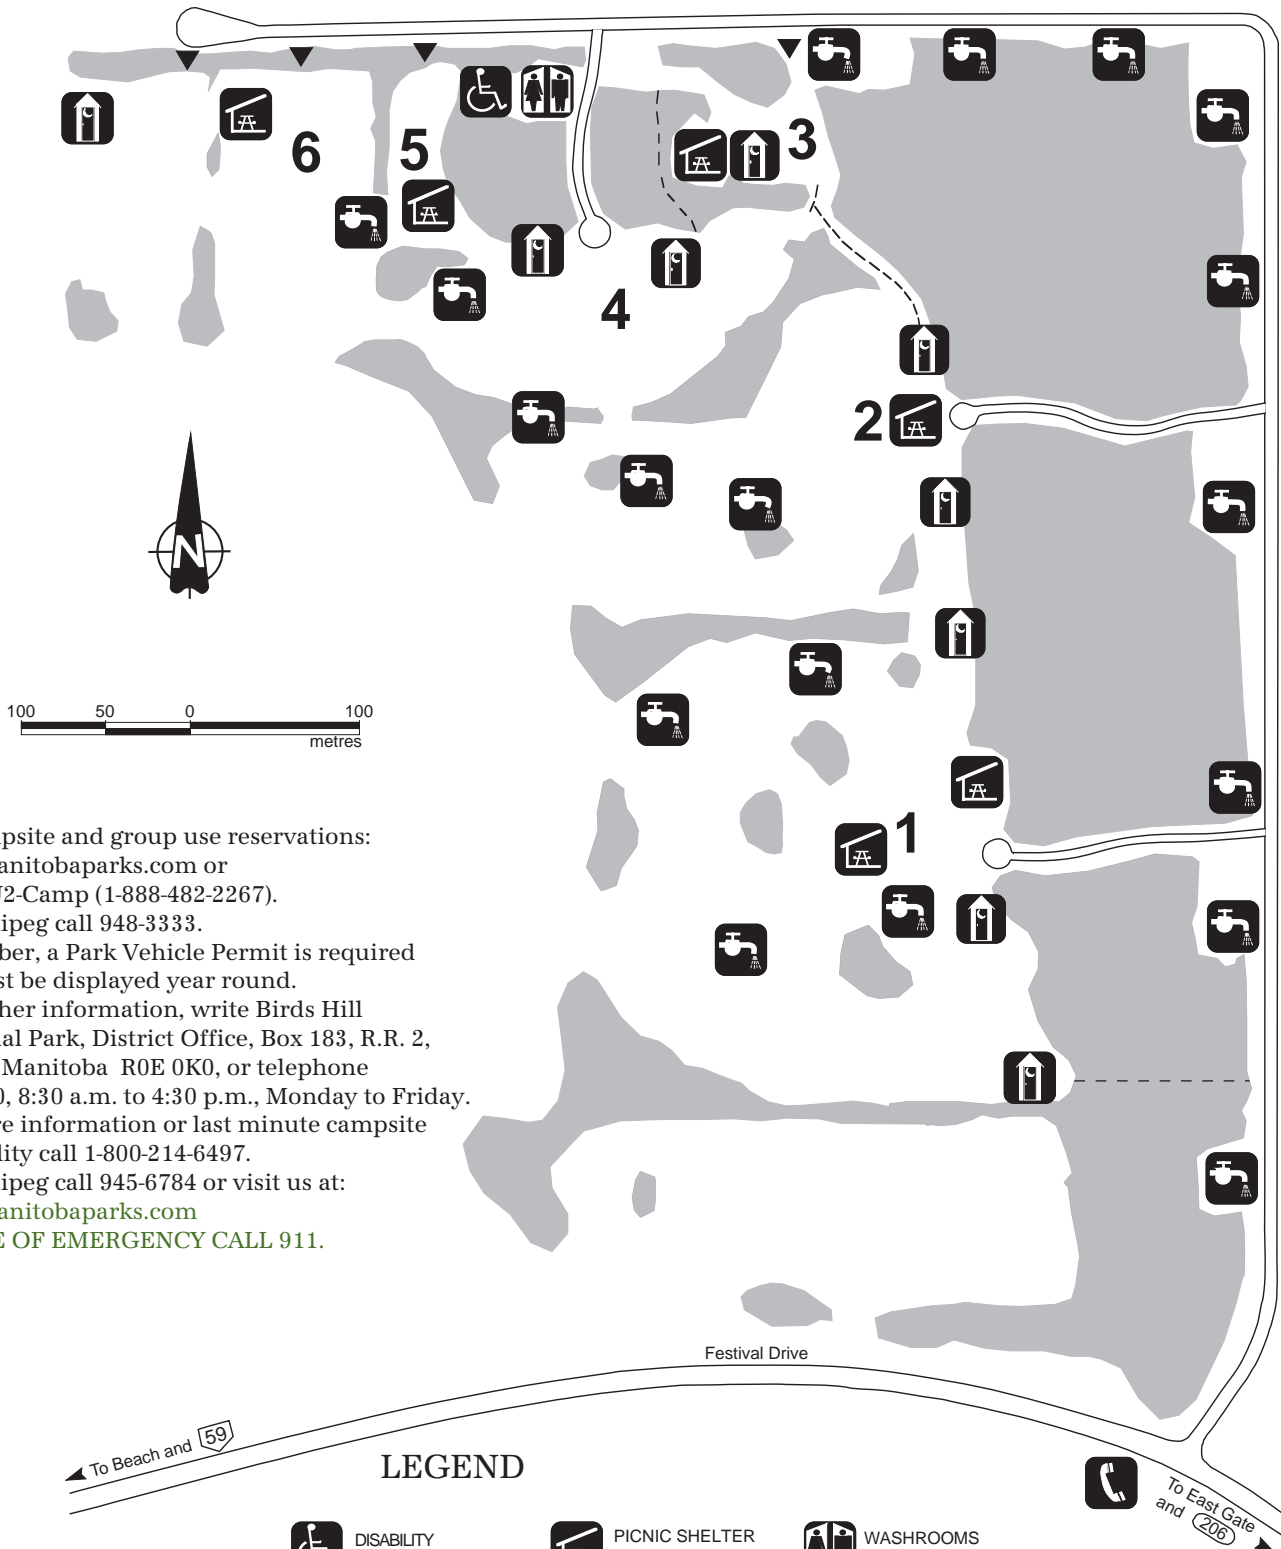 6
5
3
4
2
N
100 50 0 100
metres
1
psite and group use reservations:
anitobaparks.com or
2-Camp (1-888-482-2267).
ipeg call 948-3333.
ber, a Park Vehicle Permit is required
st be displayed year round.
her information, write Birds Hill
al Park, District Office, Box 183, R.R. 2,
Manitoba R0E 0K0, or telephone
0, 8:30 a.m. to 4:30 p.m., Monday to Friday.
re information or last minute campsite
lity call 1-800-214-6497.
ipeg call 945-6784 or visit us at:
anitobaparks.com
E OF EMERGENCY CALL 911.
Festival Drive
To Beach and 59
LEGEND
To East Gate
and 206
DISABILITY
PICNIC SHELTER
WASHROOMS